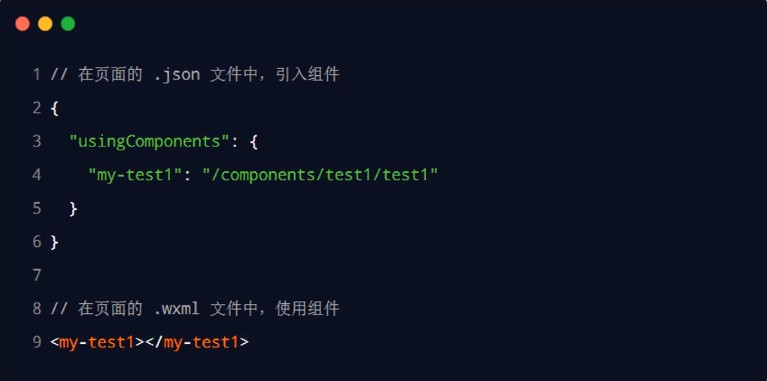 1 // 在页面的 .json 文件中，引入组件
2 {
3   "usingComponents": {
4     "my-test1": "/components/test1/test1"
5   }
6 }
7
8 // 在页面的 .wxml 文件中，使用组件
9 <my-test1></my-test1>